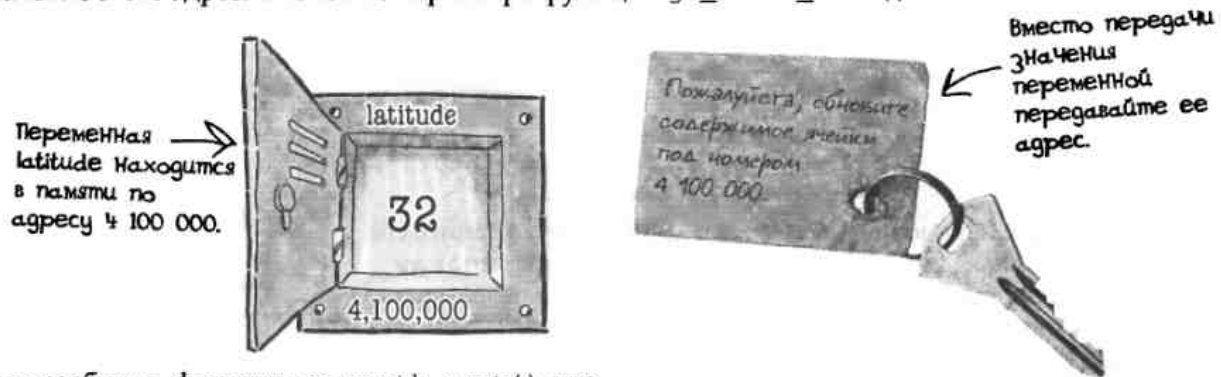 Переменная
latitude находится
в памяти по
адресу 4 100 000.
latitude
32
4,100,000
Пожалуйста, обновите
содержимое ячейки
под номером
4 100 000.
Вместо передачи
значения
переменной
передавайте ее
адрес.